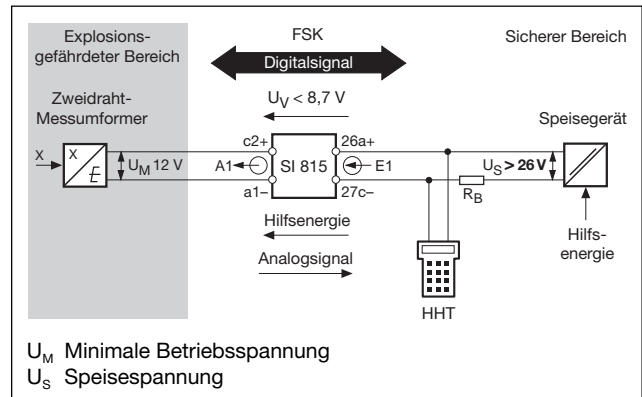 Explosions-
gefährdeter Bereich
FSK
Sicherer Bereich
Digitalsignal
Zweidraht-
Messumformer
U_V < 8,7 V
Speisegerät
c2+
26a+
X
X
E
U_M 12 V
A1
SI 815
E1
U_S > 26 V
a1–
27c–
R_B
Hilfsenergie
Hilfs-
energie
Analogsignal
HHT
U_M Minimale Betriebsspannung
U_S Speisespannung